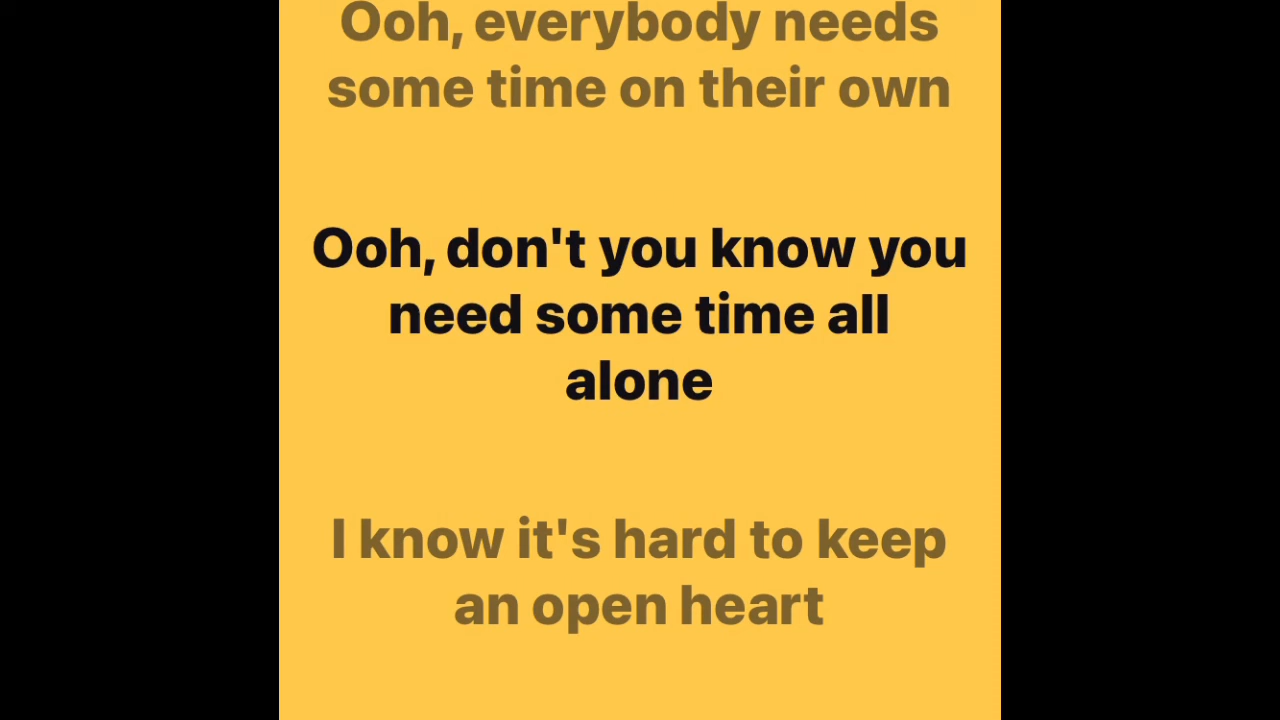 Ooh, everybody needs
some time on their own
Ooh, don't you know you
need some time all
alone
I know it's hard to keep
an open heart